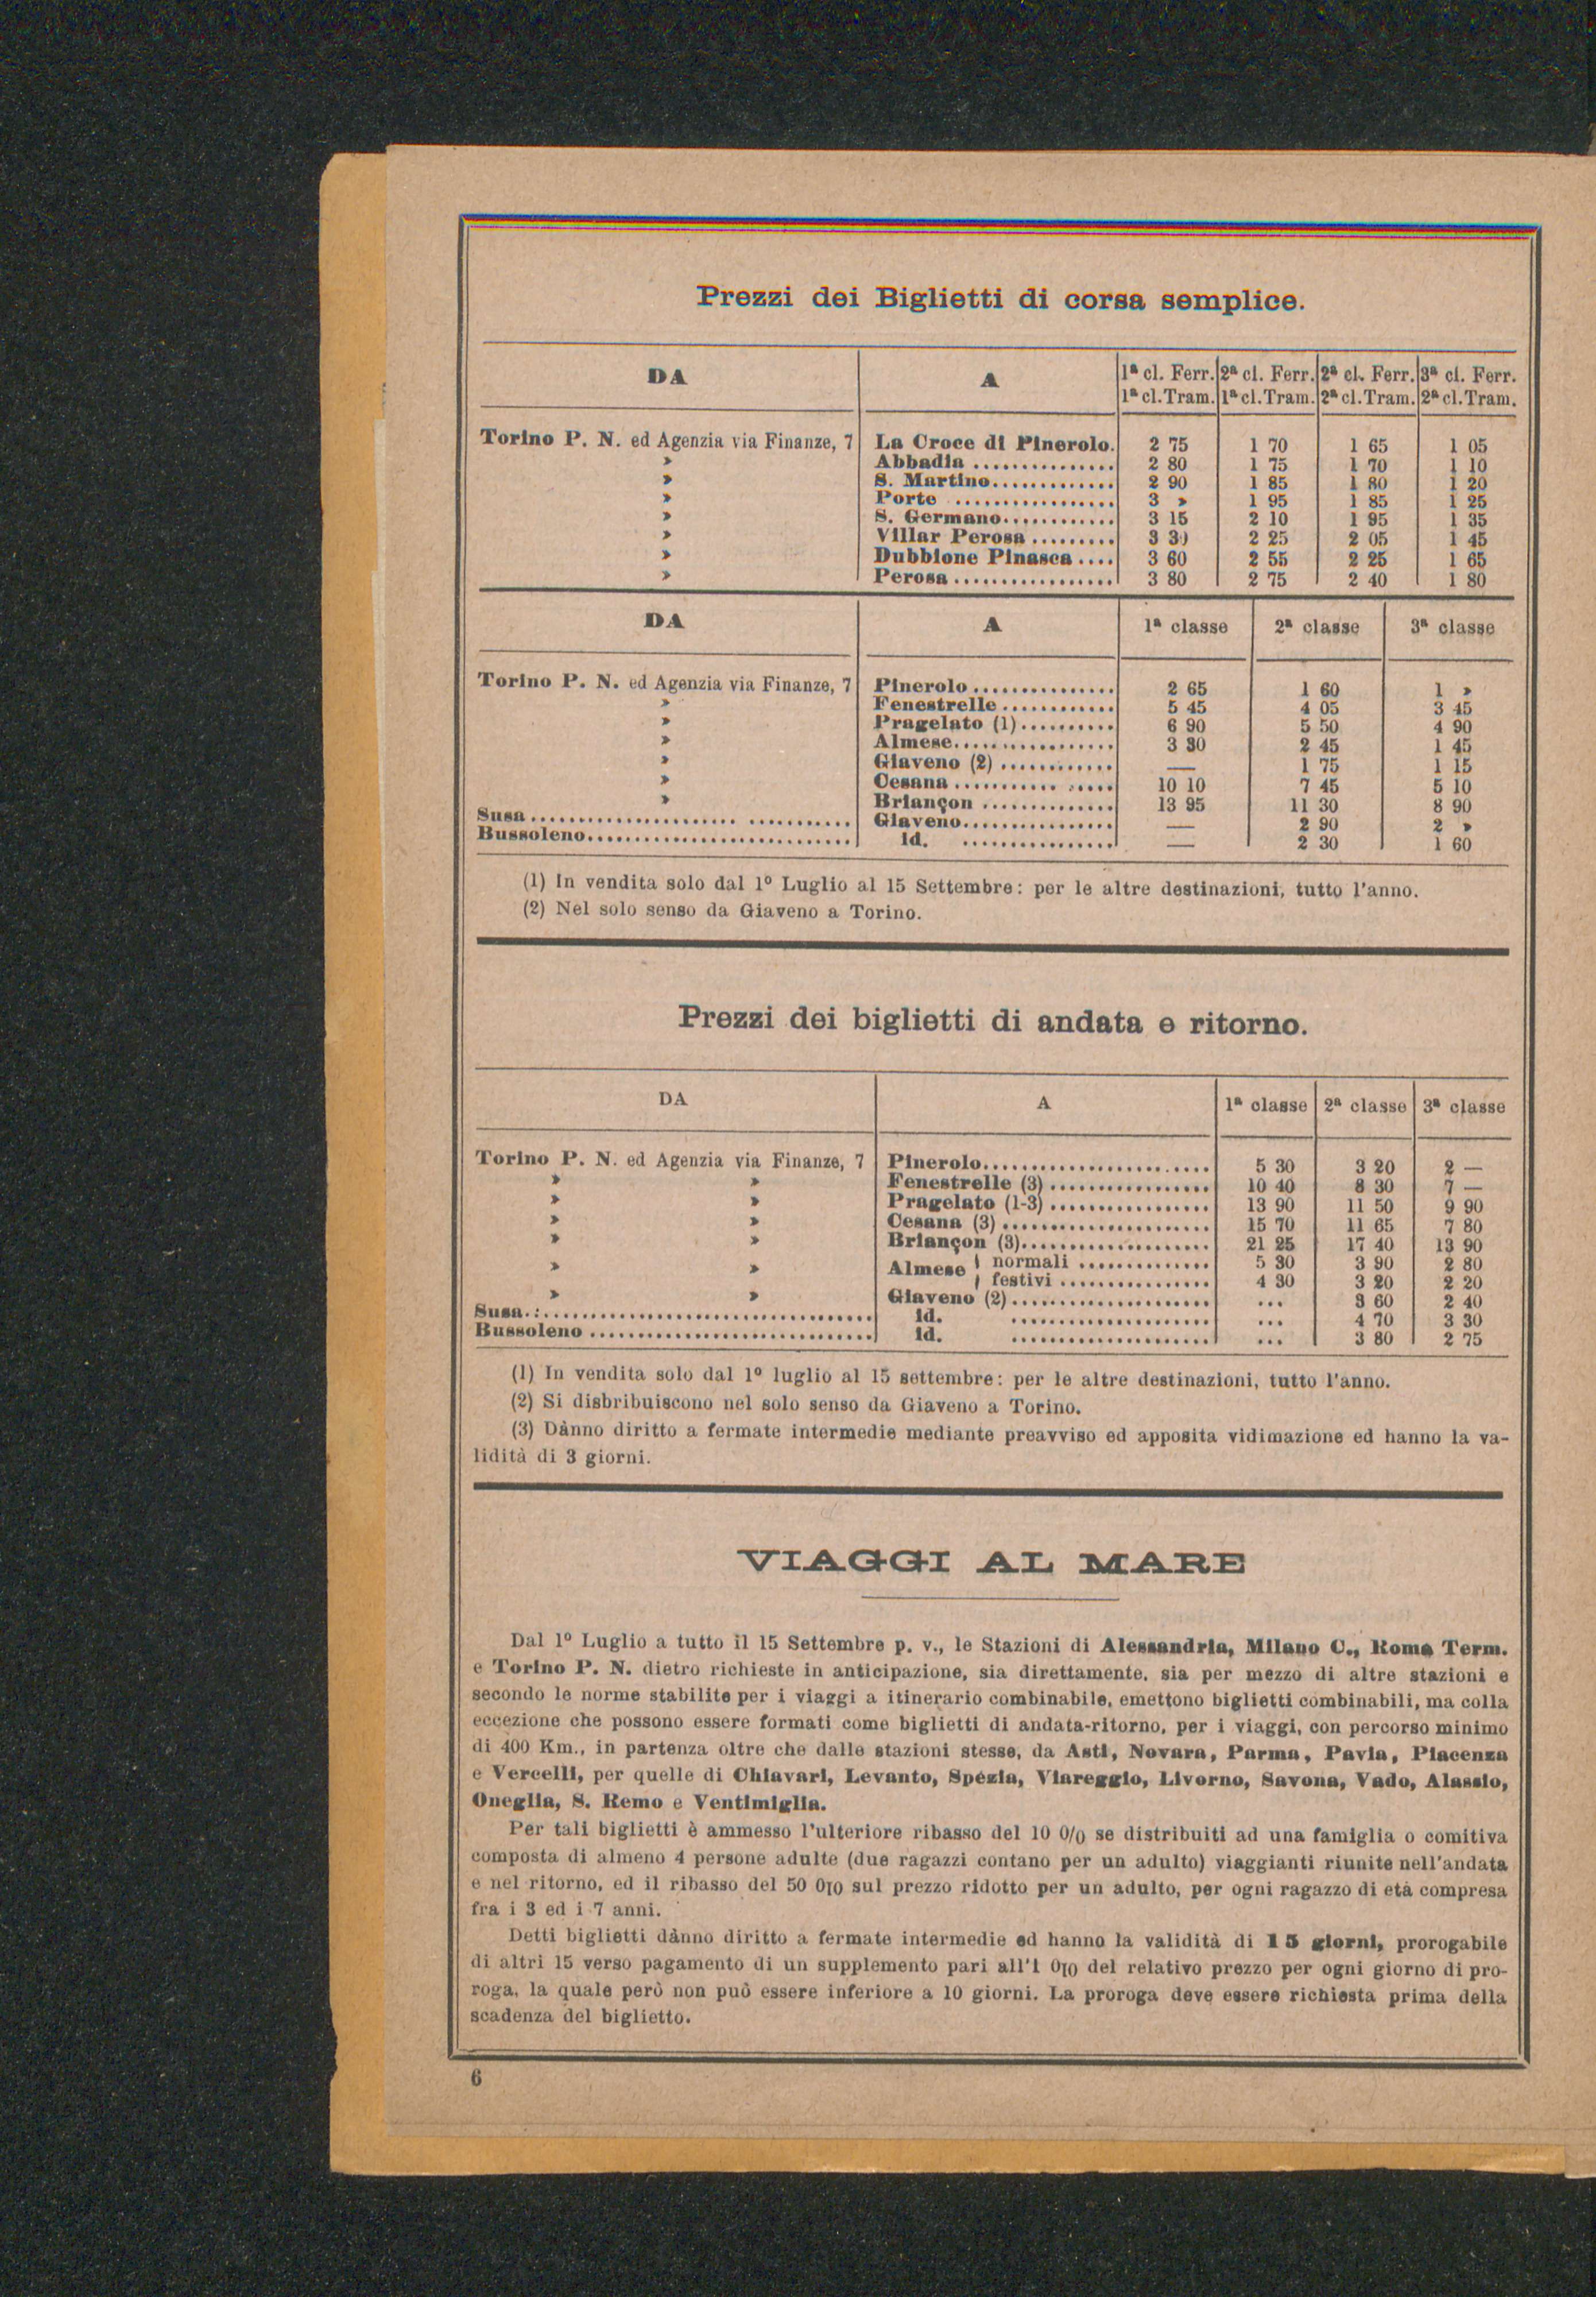 Prezzi dei Biglietti di corsa semplice.
DA A 1ª cl. Ferr. 2ª cl. Ferr. 2ª cl. Ferr. 3ª cl. Ferr.
1ª cl. Tram. 1ª cl. Tram. 2ª cl. Tram. 2ª cl. Tram.
Torino P. N. ed Agenzia via Finanze, 7 La Croce di Pinerolo. 2 75 1 70 1 65 1 05
» Abbadia ............... 2 80 1 75 1 70 1 10
» S. Martino............. 2 90 1 85 1 80 1 20
» Porte ................. 3 » 1 95 1 85 1 25
» S. Germano............ 3 15 2 10 1 95 1 35
» Villar Perosa ......... 3 30 2 25 2 05 1 45
» Dubbione Pinasca .... 3 60 2 55 2 25 1 65
» Perosa ................. 3 80 2 75 2 40 1 80
DA A 1ª classe 2ª classe 3ª classe
Torino P. N. ed Agenzia via Finanze, 7 Pinerolo ............... 2 65 1 60 1 »
» Fenestrelle ............ 5 45 4 05 3 45
» Pragelato (1).......... 6 90 5 50 4 90
» Almese................. 3 30 2 45 1 45
» Giaveno (2) ............ — 1 75 1 15
» Cesana ........... ..... 10 10 7 45 5 10
» Briançon .............. 13 95 11 30 8 90
Susa...................... ........... Giaveno................ — 2 90 2 »
Bussoleno............................ id. ................ — 2 30 1 60
(1) In vendita solo dal 1º Luglio al 15 Settembre: per le altre destinazioni, tutto l'anno.
(2) Nel solo senso da Giaveno a Torino.
Prezzi dei biglietti di andata e ritorno.
DA A 1ª classe 2ª classe 3ª classe
Torino P. N. ed Agenzia via Finanze, 7 Pinerolo........................ 5 30 3 20 2 —
» » Fenestrelle (3) ................. 10 40 8 30 7 —
» » Pragelato (1-3) ................. 13 90 11 50 9 90
» » Cesana (3) ...................... 15 70 11 65 7 80
» » Briançon (3).................... 21 25 17 40 13 90
» » Almese { normali .............. 5 30 3 90 2 80
{ festivi ................ 4 30 3 20 2 20
» » Giaveno (2)..................... ... 3 60 2 40
Susa.:................................... id. ..................... ... 4 70 3 30
Bussoleno .............................. id. ..................... ... 3 80 2 75
(1) In vendita solo dal 1º luglio al 15 settembre: per le altre destinazioni, tutto l'anno.
(2) Si disbribuiscono nel solo senso da Giaveno a Torino.
(3) Dànno diritto a fermate intermedie mediante preavviso ed apposita vidimazione ed hanno la va-
lidità di 3 giorni.
VIAGGI AL MARE
Dal 1º Luglio a tutto il 15 Settembre p. v., le Stazioni di Alessandria, Milano C., Roma Term.
e Torino P. N. dietro richieste in anticipazione, sia direttamente, sia per mezzo di altre stazioni e
secondo le norme stabilite per i viaggi a itinerario combinabile, emettono biglietti combinabili, ma colla
eccezione che possono essere formati come biglietti di andata-ritorno, per i viaggi, con percorso minimo
di 400 Km., in partenza oltre che dalle stazioni stesse, da Asti, Novara, Parma, Pavia, Piacenza
e Vercelli, per quelle di Chiavari, Levanto, Spezia, Viareggio, Livorno, Savona, Vado, Alassio,
Oneglia, S. Remo e Ventimiglia.
Per tali biglietti è ammesso l'ulteriore ribasso del 10 0/0 se distribuiti ad una famiglia o comitiva
composta di almeno 4 persone adulte (due ragazzi contano per un adulto) viaggianti riunite nell'andata
e nel ritorno, ed il ribasso del 50 0|0 sul prezzo ridotto per un adulto, per ogni ragazzo di età compresa
fra i 3 ed i 7 anni.
Detti biglietti dànno diritto a fermate intermedie ed hanno la validità di 15 giorni, prorogabile
di altri 15 verso pagamento di un supplemento pari all'1 0|0 del relativo prezzo per ogni giorno di pro-
roga, la quale però non può essere inferiore a 10 giorni. La proroga deve essere richiesta prima della
scadenza del biglietto.
6